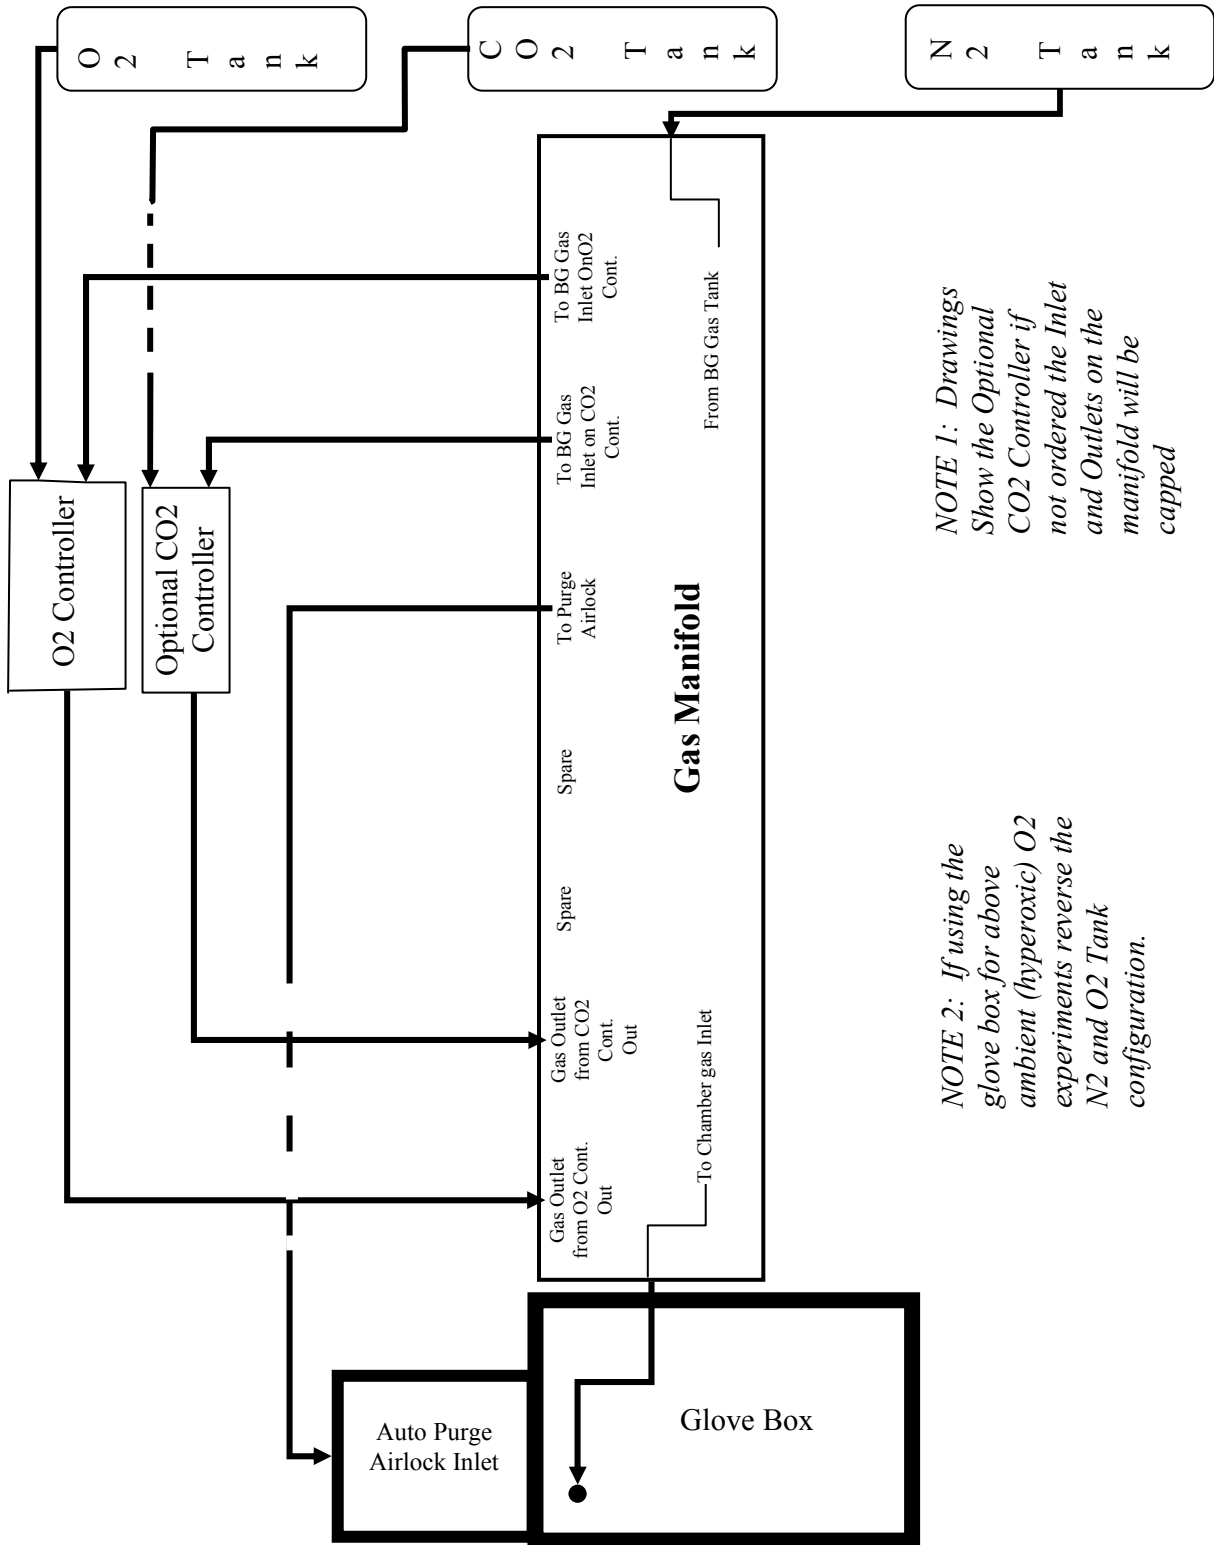 O2 Tank
CO2 Tank
N2 Tank
O2 Controller
Optional CO2
Controller
To BG Gas
Inlet OnO2
Cont.
To BG Gas
Inlet on CO2
Cont.
To Purge
Airlock
Spare
Spare
Gas Outlet
from CO2
Cont.
Out
Gas Outlet
from O2 Cont.
Out
From BG Gas Tank
Gas Manifold
To Chamber gas Inlet
Auto Purge
Airlock Inlet
Glove Box
NOTE 1: Drawings
Show the Optional
CO2 Controller if
not ordered the Inlet
and Outlets on the
manifold will be
capped
NOTE 2: If using the
glove box for above
ambient (hyperoxic) O2
experiments reverse the
N2 and O2 Tank
configuration.